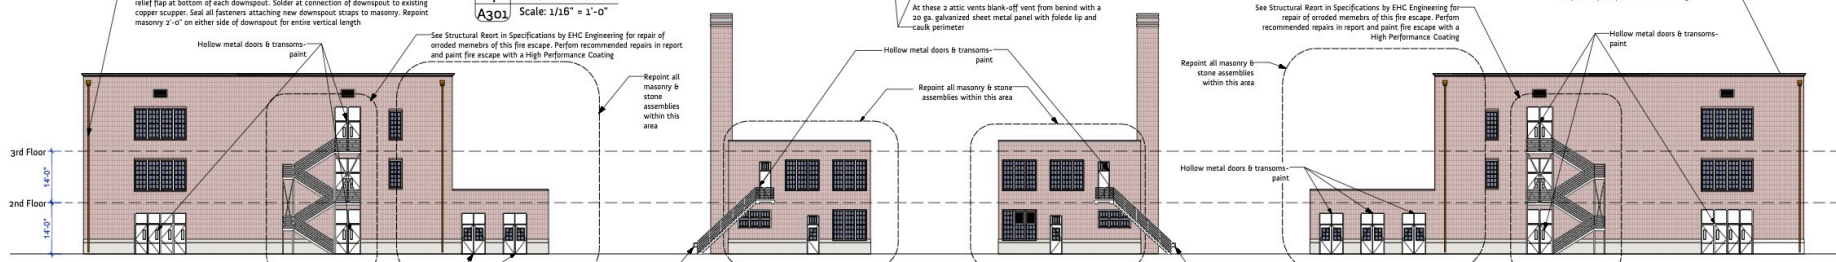 relief flap at bottom of each downspout. Solder at connection of downspout to existing
copper scupper. Seal all fasteners attaching new downspout straps to masonry. Repoint
masonry 2'-0" on either side of downspout for entire vertical length
A301
Scale: 1/16" = 1'-0"
Hollow metal doors & transoms-
paint
See Structural Reort in Specifications by EHC Engineering for repair of
orroded memebrs of this fire escape. Perfom recommended repairs in report
and paint fire escape with a High Performance Coating
Repoint all
masonry &
stone
assemblies
within this
area
At these 2 attic vents blank-off vent from behind with a
20 ga. galvanized sheet metal panel with folede lip and
caulk perimeter
Hollow metal doors & transoms-
paint
Repoint all masonry & stone
assemblies within this area
See Structural Reort in Specifications by EHC Engineering for
repair of orroded memebrs of this fire escape. Perfom
recommended repairs in report and paint fire escape with a
High Performance Coating
Repoint all masonry &
stone assemblies
within this area
Hollow metal doors & transoms-
paint
Hollow metal doors & transoms-
paint
3rd Floor
14'-0"
2nd Floor
14'-0"